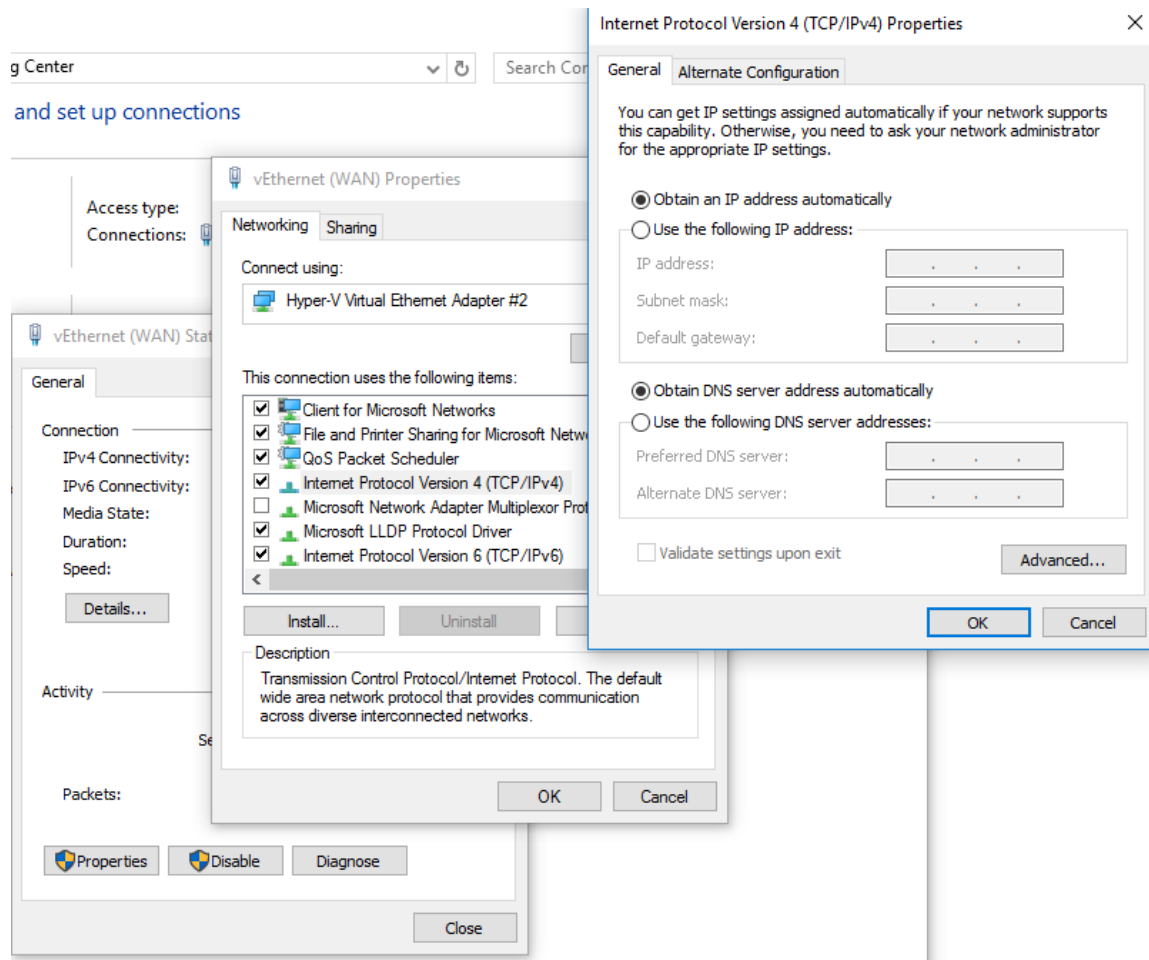 g Center
Search Cor
and set up connections
Access type:
Connections:
vEthernet (WAN) Stat
General
Connection
IPv4 Connectivity:
IPv6 Connectivity:
Media State:
Duration:
Speed:
Details...
Activity
Se
Packets:
Properties
Disable
Diagnose
Close
vEthernet (WAN) Properties
Networking
Sharing
Connect using:
Hyper-V Virtual Ethernet Adapter #2
This connection uses the following items:
Client for Microsoft Networks
File and Printer Sharing for Microsoft Netw
QoS Packet Scheduler
Internet Protocol Version 4 (TCP/IPv4)
Microsoft Network Adapter Multiplexor Prot
Microsoft LLDP Protocol Driver
Internet Protocol Version 6 (TCP/IPv6)
Install...
Uninstall
Description
Transmission Control Protocol/Internet Protocol. The default
wide area network protocol that provides communication
across diverse interconnected networks.
OK
Cancel
Internet Protocol Version 4 (TCP/IPv4) Properties
General
Alternate Configuration
You can get IP settings assigned automatically if your network supports
this capability. Otherwise, you need to ask your network administrator
for the appropriate IP settings.
Obtain an IP address automatically
Use the following IP address:
IP address:
Subnet mask:
Default gateway:
Obtain DNS server address automatically
Use the following DNS server addresses:
Preferred DNS server:
Alternate DNS server:
Validate settings upon exit
Advanced...
OK
Cancel